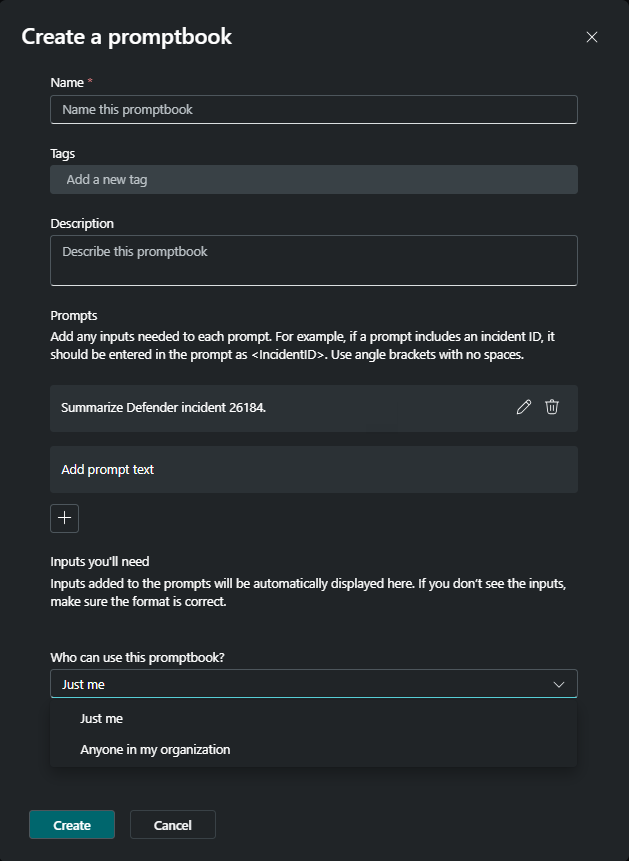 Create a promptbook
Name *
Name this promptbook
Tags
Add a new tag
Description
Describe this promptbook
Prompts
Add any inputs needed to each prompt. For example, if a prompt includes an incident ID, it
should be entered in the prompt as <IncidentID>. Use angle brackets with no spaces.
Summarize Defender incident 26184.
Add prompt text
Inputs you'll need
Inputs added to the prompts will be automatically displayed here. If you don't see the inputs,
make sure the format is correct.
Who can use this promptbook?
Just me
Just me
Anyone in my organization
Create
Cancel